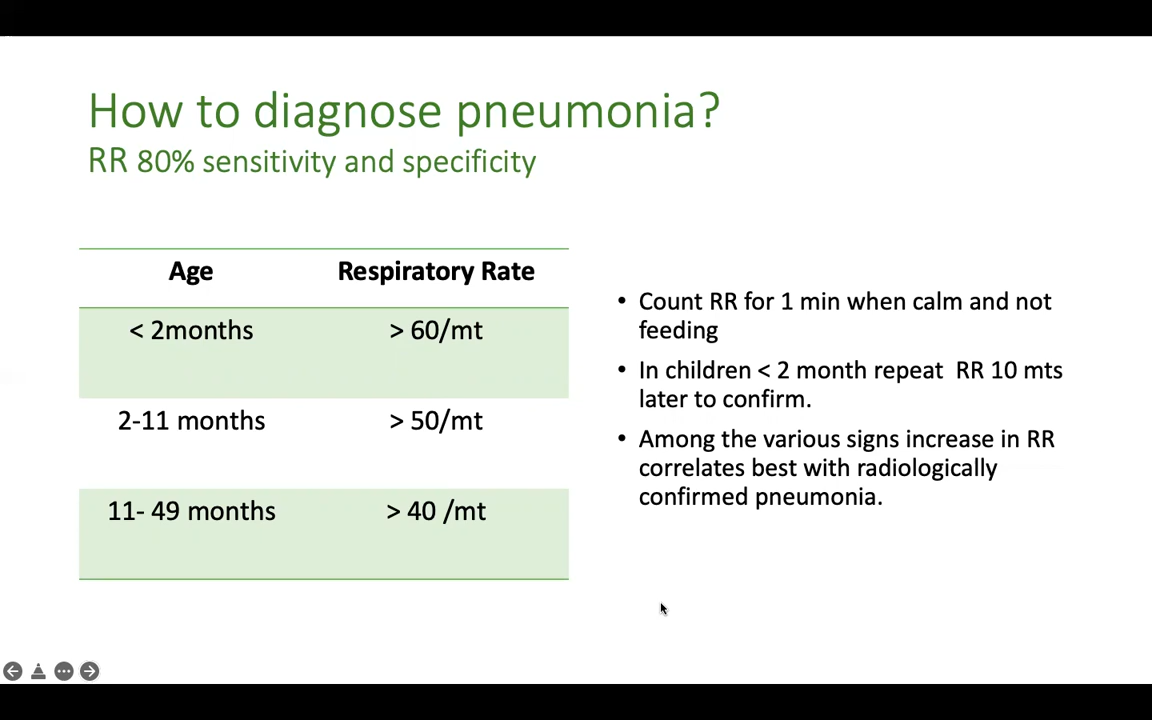 How to diagnose pneumonia?
RR 80% sensitivity and specificity
Age Respiratory Rate
< 2months > 60/mt
2-11 months > 50/mt
11- 49 months > 40 /mt
• Count RR for 1 min when calm and not
feeding
• In children < 2 month repeat  RR 10 mts
later to confirm.
• Among the various signs increase in RR
correlates best with radiologically
confirmed pneumonia.